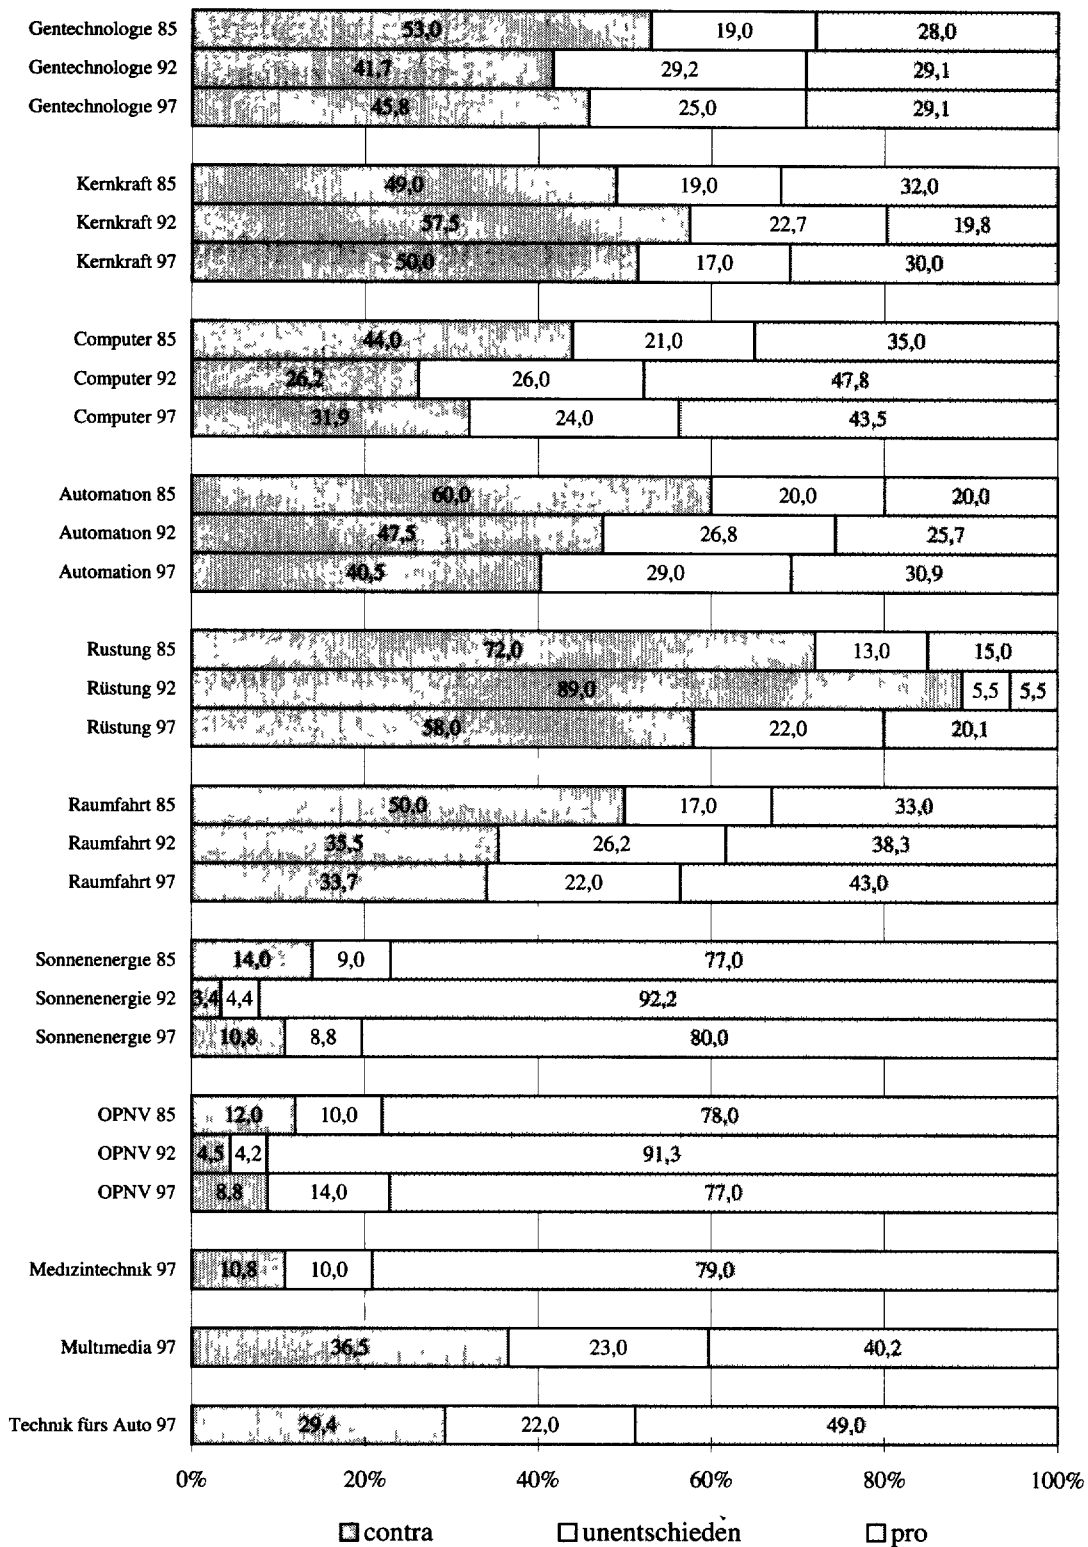 Gentechnologie 85 53,0 19,0 28,0
Gentechnologie 92 41,7 29,2 29,1
Gentechnologie 97 45,8 25,0 29,1
Kernkraft 85 49,0 19,0 32,0
Kernkraft 92 57,5 22,7 19,8
Kernkraft 97 50,0 17,0 30,0
Computer 85 44,0 21,0 35,0
Computer 92 26,2 26,0 47,8
Computer 97 31,9 24,0 43,5
Automation 85 60,0 20,0 20,0
Automation 92 47,5 26,8 25,7
Automation 97 40,5 29,0 30,9
Rustung 85 72,0 13,0 15,0
Rüstung 92 89,0 5,5 5,5
Rüstung 97 58,0 22,0 20,1
Raumfahrt 85 50,0 17,0 33,0
Raumfahrt 92 35,5 26,2 38,3
Raumfahrt 97 33,7 22,0 43,0
Sonnenenergie 85 14,0 9,0 77,0
Sonnenenergie 92 3,4 4,4 92,2
Sonnenenergie 97 10,8 8,8 80,0
OPNV 85 12,0 10,0 78,0
OPNV 92 4,5 4,2 91,3
OPNV 97 8,8 14,0 77,0
Medizintechnik 97 10,8 10,0 79,0
Multimedia 97 36,5 23,0 40,2
Technik fürs Auto 97 29,4 22,0 49,0
0% 20% 40% 60% 80% 100%
contra unentschieden pro